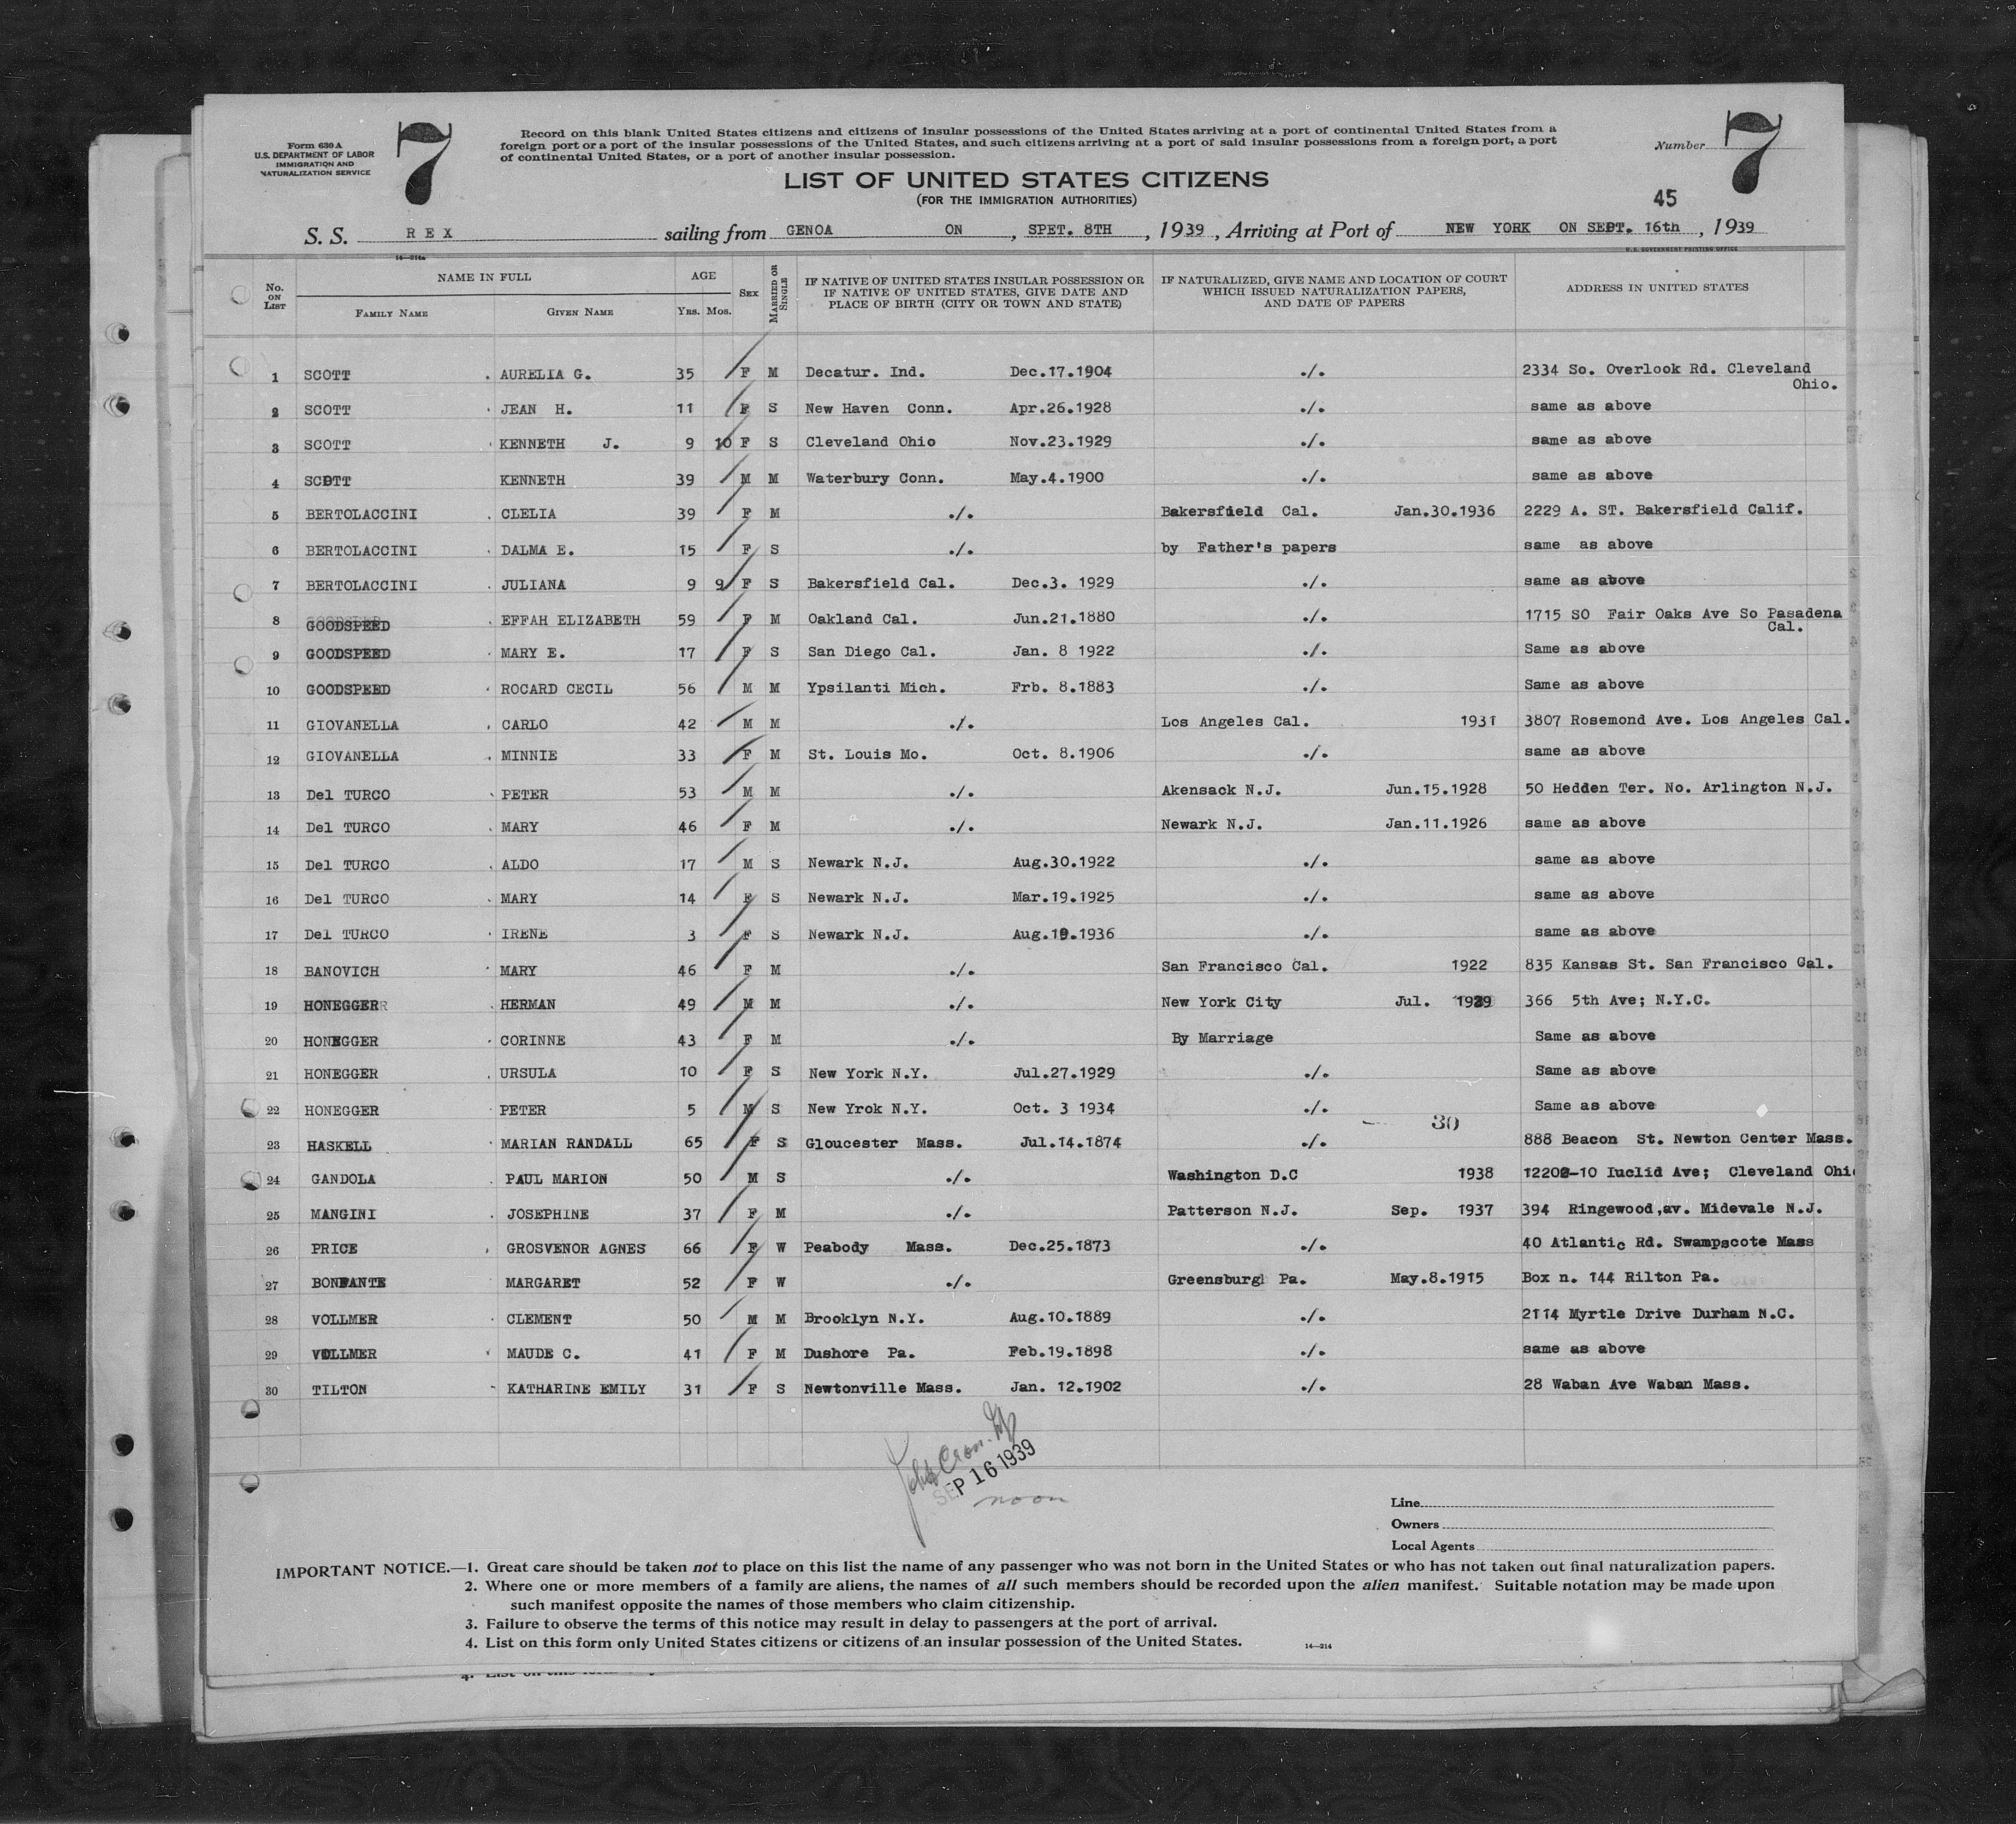 Form 630 A
U.S. DEPARTMENT OF LABOR
IMMIGRATION AND
NATURALIZATION SERVICE
7
Record on this blank United States citizens and citizens of insular possessions of the United States arriving at a port of continental United States from a
foreign port or a port of the insular possessions of the United States, and such citizens arriving at a port of said insular possessions from a foreign port, a port
of continental United States, or a port of another insular possession.
Number 7
LIST OF UNITED STATES CITIZENS
(FOR THE IMMIGRATION AUTHORITIES)
45
S. S. REX sailing from GENOA ON , SPET. 8TH , 1939 , Arriving at Port of NEW YORK ON SEPT. 16th , 1939
14—214a U.S. GOVERNMENT PRINTING OFFICE
No. ON LIST NAME IN FULL FAMILY NAME GIVEN NAME AGE YRS. MOS. SEX MARRIED OR SINGLE IF NATIVE OF UNITED STATES INSULAR POSSESSION OR IF NATIVE OF UNITED STATES, GIVE DATE AND PLACE OF BIRTH (CITY OR TOWN AND STATE) IF NATURALIZED, GIVE NAME AND LOCATION OF COURT WHICH ISSUED NATURALIZATION PAPERS, AND DATE OF PAPERS ADDRESS IN UNITED STATES
1 SCOTT . AURELIA G. 35 F M Decatur. Ind. Dec.17.1904 ./. 2334 So. Overlook Rd. Cleveland
Ohio.
2 SCOTT . JEAN H. 11 F S New Haven Conn. Apr.26.1928 ./. same as above
3 SCOTT . KENNETH J. 9 10 F S Cleveland Ohio Nov.23.1929 ./. same as above
4 SCOTT KENNETH 39 M M Waterbury Conn. May.4.1900 ./. same as above
5 BERTOLACCINI . CLELIA 39 F M ./. Bakersfield Cal. Jan.30.1936 2229 A. ST. Bakersfield Calif.
6 BERTOLACCINI . DALMA E. 15 F S ./. by Father's papers same as above
7 BERTOLACCINI . JULIANA 9 9 F S Bakersfield Cal. Dec.3. 1929 ./. same as above
8 GOODSPEED . EFFAH ELIZABETH 59 F M Oakland Cal. Jun.21.1880 ./. 1715 SO Fair Oaks Ave So Pasadena
Cal.
9 GOODSPEED . MARY E. 17 F S San Diego Cal. Jan. 8 1922 ./. Same as above
10 GOODSPEED . ROCARD CECIL 56 M M Ypsilanti Mich. Frb. 8.1883 ./. Same as above
11 GIOVANELLA . CARLO 42 M M ./. Los Angeles Cal. 1931 3807 Rosemond Ave. Los Angeles Cal.
12 GIOVANELLA . MINNIE 33 F M St. Louis Mo. Oct. 8.1906 ./. same as above
13 Del TURCO . PETER 53 M M ./. Akensack N.J. Jun.15.1928 50 Hedden Ter. No. Arlington N.J.
14 Del TURCO . MARY 46 F M ./. Newark N.J. Jan.11.1926 same as above
15 Del TURCO . ALDO 17 M S Newark N.J. Aug.30.1922 ./. same as above
16 Del TURCO . MARY 14 F S Newark N.J. Mar.19.1925 ./. same as above
17 Del TURCO . IRENE 3 F S Newark N.J. Aug.19.1936 ./. same as above
18 BANOVICH . MARY 46 F M ./. San Francisco Cal. 1922 835 Kansas St. San Francisco Cal.
19 HONEGGER . HERMAN 49 M M ./. New York City Jul. 1929 366 5th Ave; N.Y.C.
20 HONEGGER . CORINNE 43 F M ./. By Marriage Same as above
21 HONEGGER . URSULA 10 F S New York N.Y. Jul.27.1929 ./. Same as above
22 HONEGGER . PETER 5 M S New Yrok N.Y. Oct. 3 1934 ./. Same as above
30
23 HASKELL . MARIAN RANDALL 65 F S Gloucester Mass. Jul.14.1874 ./. 888 Beacon St. Newton Center Mass.
24 GANDOLA . PAUL MARION 50 M S ./. Washington D.C 1938 12202-10 Iuclid Ave; Cleveland Ohi
25 MANGINI . JOSEPHINE 37 F M ./. Patterson N.J. Sep. 1937 394 Ringewood,av. Midevale N.J.
26 PRICE . GROSVENOR AGNES 66 F W Peabody Mass. Dec.25.1873 ./. 40 Atlantic Rd. Swampscote Mass
27 BONFANTE MARGARET 52 F W ./. Greensburg Pa. May.8.1915 Box n. 144 Rilton Pa.
28 VOLLMER . CLEMENT 50 M M Brooklyn N.Y. Aug.10.1889 ./. 2114 Myrtle Drive Durham N.C.
29 VOLLMER . MAUDE C. 41 F M Dushore Pa. Feb.19.1898 ./. same as above
30 TILTON - KATHARINE EMILY 31 F S Newtonville Mass. Jan. 12.1902 ./. 28 Waban Ave Waban Mass.
SEP 16 1939
noon
Line
Owners
Local Agents
IMPORTANT NOTICE.—1. Great care should be taken not to place on this list the name of any passenger who was not born in the United States or who has not taken out final naturalization papers.
2. Where one or more members of a family are aliens, the names of all such members should be recorded upon the alien manifest. Suitable notation may be made upon
such manifest opposite the names of those members who claim citizenship.
3. Failure to observe the terms of this notice may result in delay to passengers at the port of arrival.
4. List on this form only United States citizens or citizens of an insular possession of the United States.
14—214